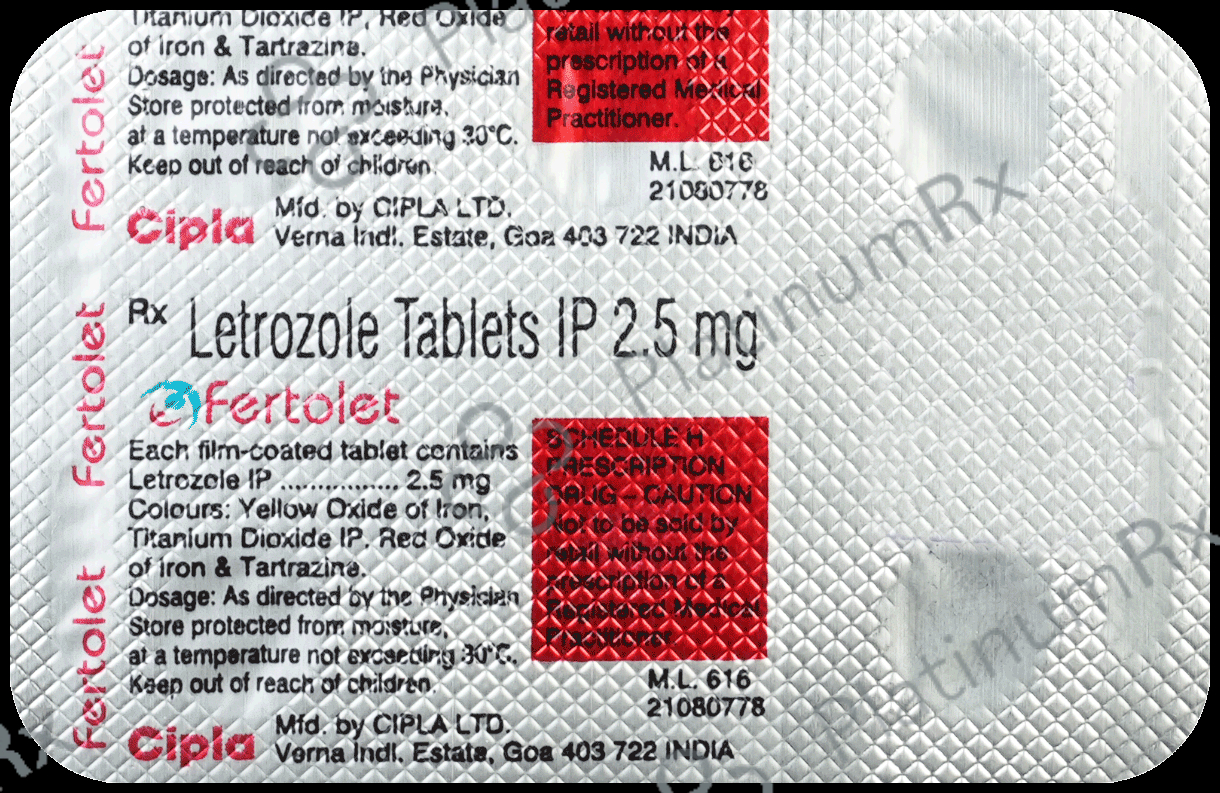 Titanium Dioxide IP, Red Oxide
of Iron & Tartrazine.
Dosage: As directed by the Physician
Store protected from moisture,
at a temperature not exceeding 30°C.
Keep out of reach of children.
retail without the
prescription of a
Registered Medical
Practitioner.
M.L. 616
21080778
Cipla
Mfd. by CIPLA LTD.
Verna Indl. Estate, Goa 403 722 INDIA
Rx Letrozole Tablets IP 2.5 mg
Fertolet
Each film-coated tablet contains
Letrozole IP ................. 2.5 mg
Colours: Yellow Oxide of Iron,
Titanium Dioxide IP, Red Oxide
of Iron & Tartrazine.
Dosage: As directed by the Physician
Store protected from moisture,
at a temperature not exceeding 30°C.
Keep out of reach of children.
SCHEDULE H
PRESCRIPTION
DRUG – CAUTION
Not to be sold by
retail without the
prescription of a
Registered Medical
Practitioner.
M.L. 616
21080778
Cipla
Mfd. by CIPLA LTD.
Verna Indl. Estate, Goa 403 722 INDIA
Fertolet
Fertolet
Fertolet
PlatinumRx
PlatinumRx